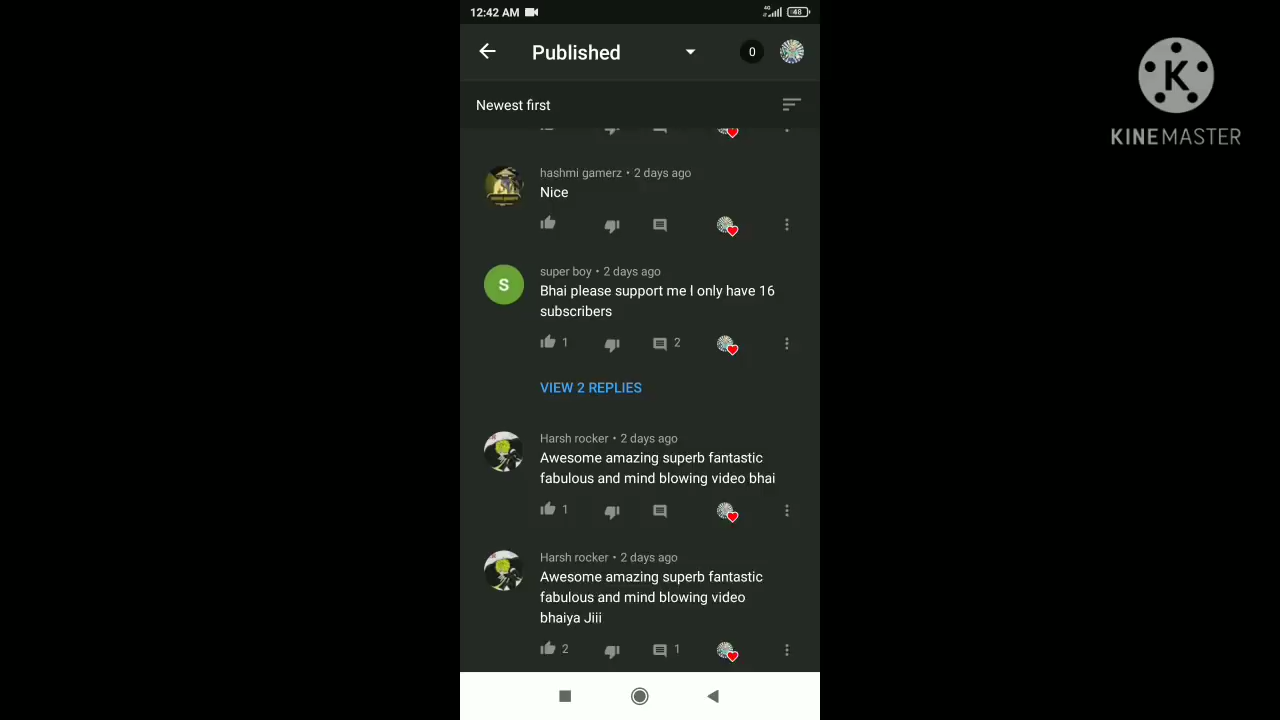 12:42 AM
4G
48
Published
0
Newest first
hashmi gamerz • 2 days ago
Nice
S
super boy • 2 days ago
Bhai please support me I only have 16
subscribers
1
2
VIEW 2 REPLIES
Harsh rocker • 2 days ago
Awesome amazing superb fantastic
fabulous and mind blowing video bhai
1
Harsh rocker • 2 days ago
Awesome amazing superb fantastic
fabulous and mind blowing video
bhaiya Jiii
2
1
K
KINEMASTER